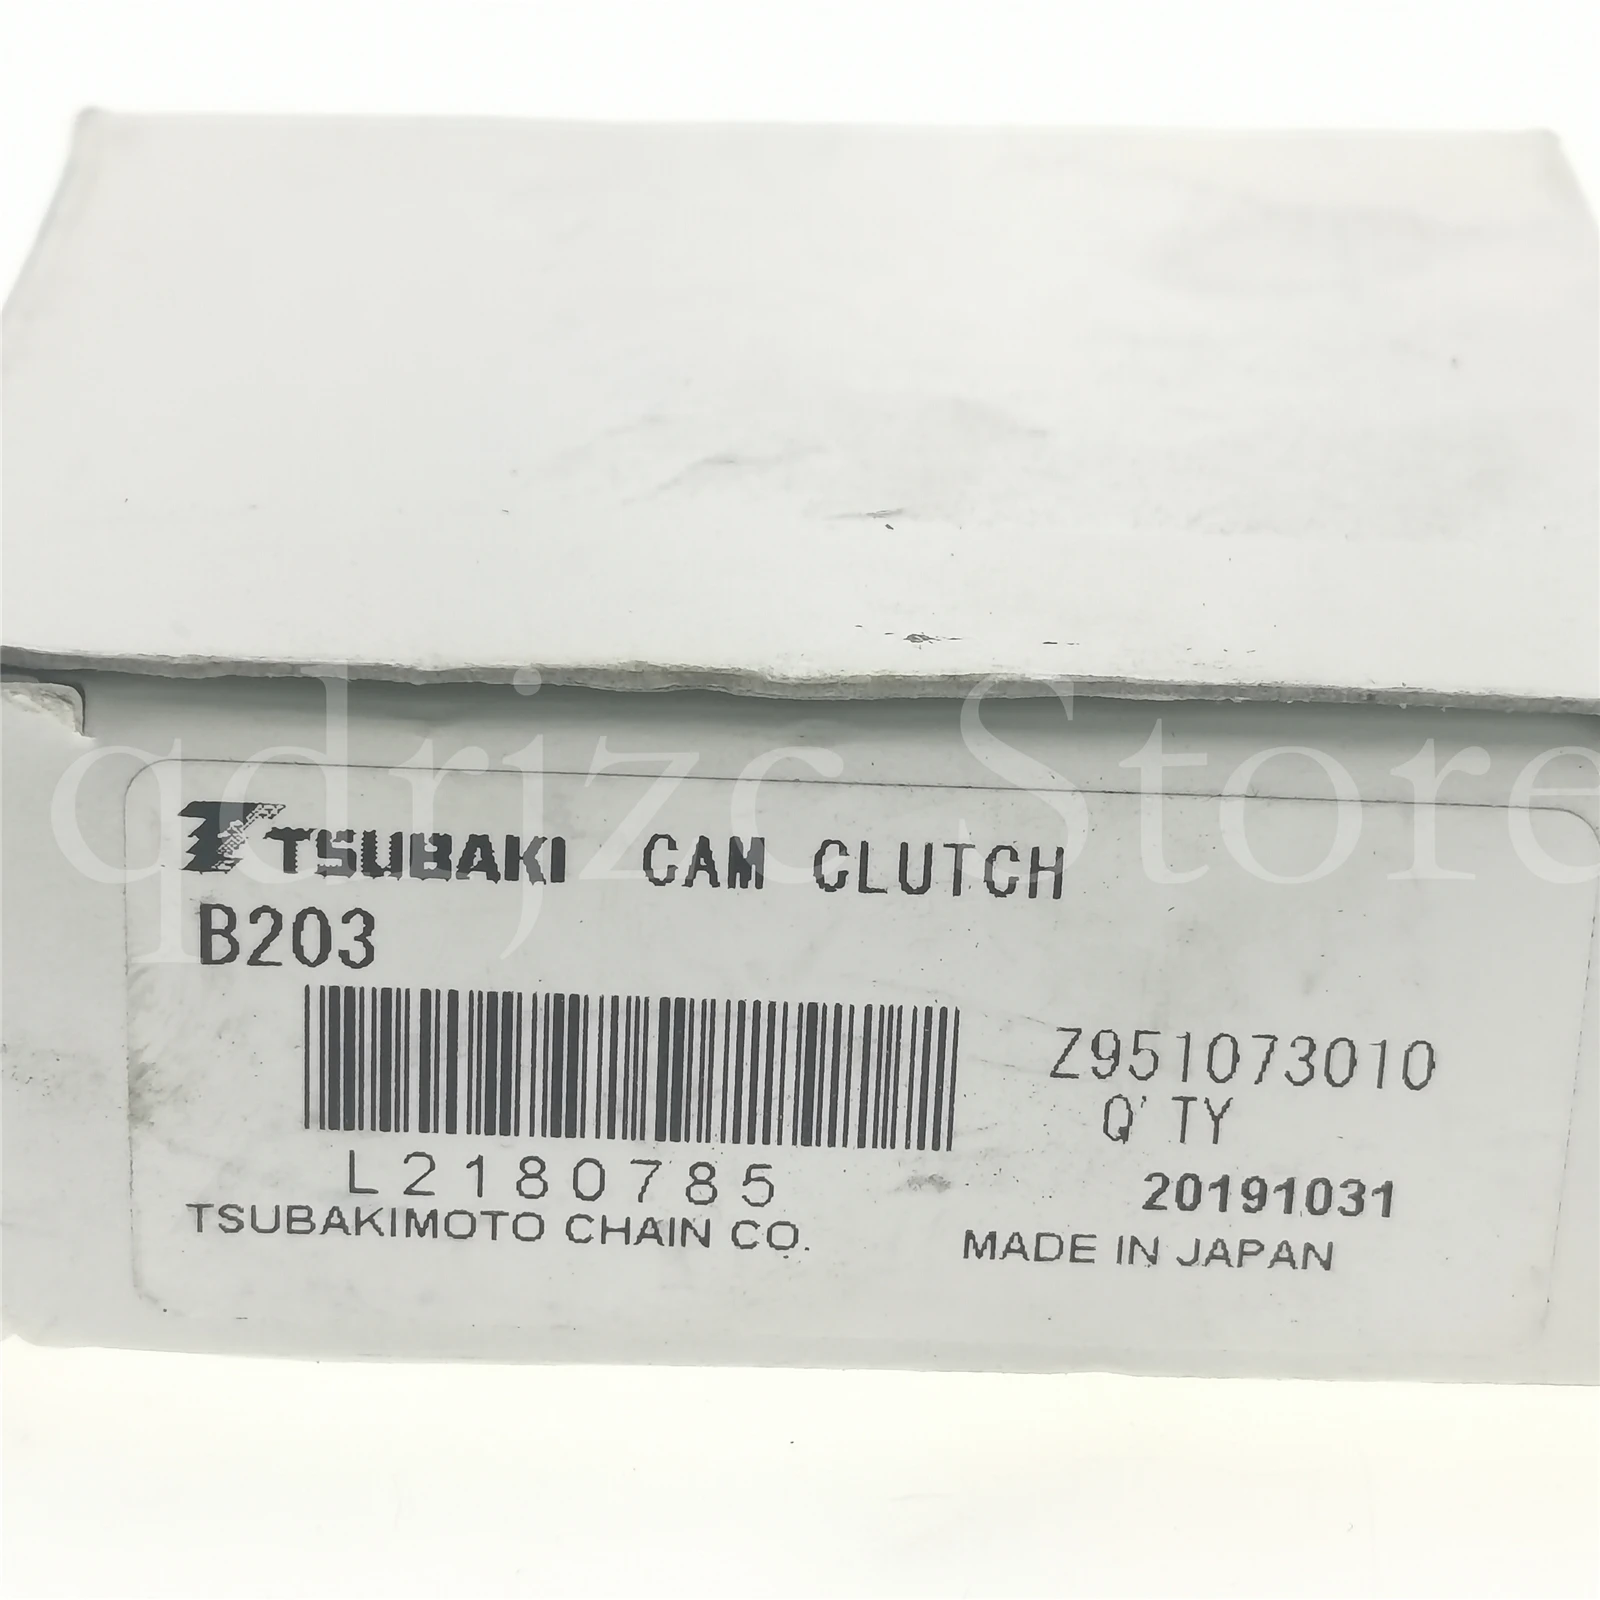 qdrjzc Store
TSUBAKI CAM CLUTCH
B203
Z951073010
Q'TY
L2180785
20191031
TSUBAKIMOTO CHAIN CO.
MADE IN JAPAN